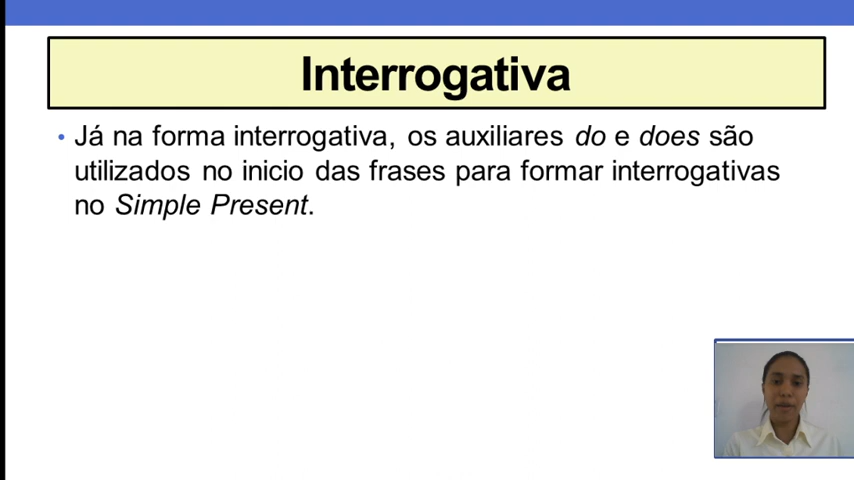 Interrogativa
• Já na forma interrogativa, os auxiliares do e does são
utilizados no inicio das frases para formar interrogativas
no Simple Present.